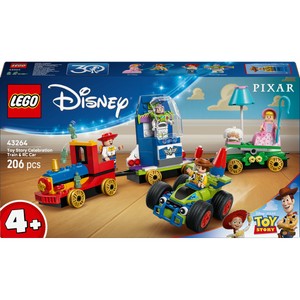 LEGO
Disney
PIXAR
43264
Toy Story Celebration
Train & RC Car
206 pcs
4+
TOY
STORY